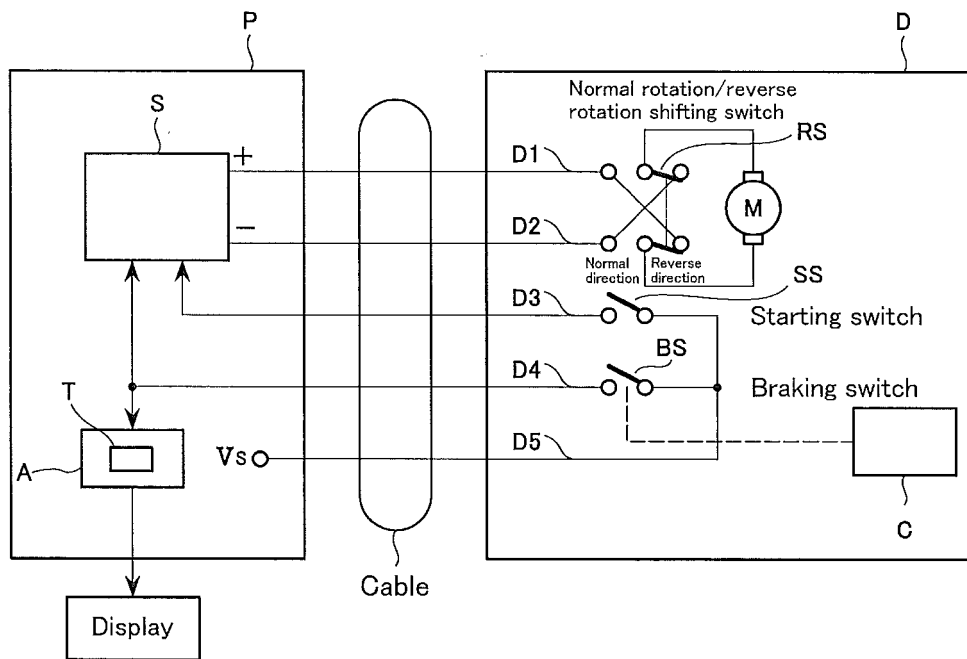 P
D
S
Normal rotation/reverse
rotation shifting switch
RS
+
D1
M
−
D2
Normal
direction
Reverse
direction
SS
D3
Starting switch
BS
D4
Braking switch
T
A
Vs
D5
C
Cable
Display